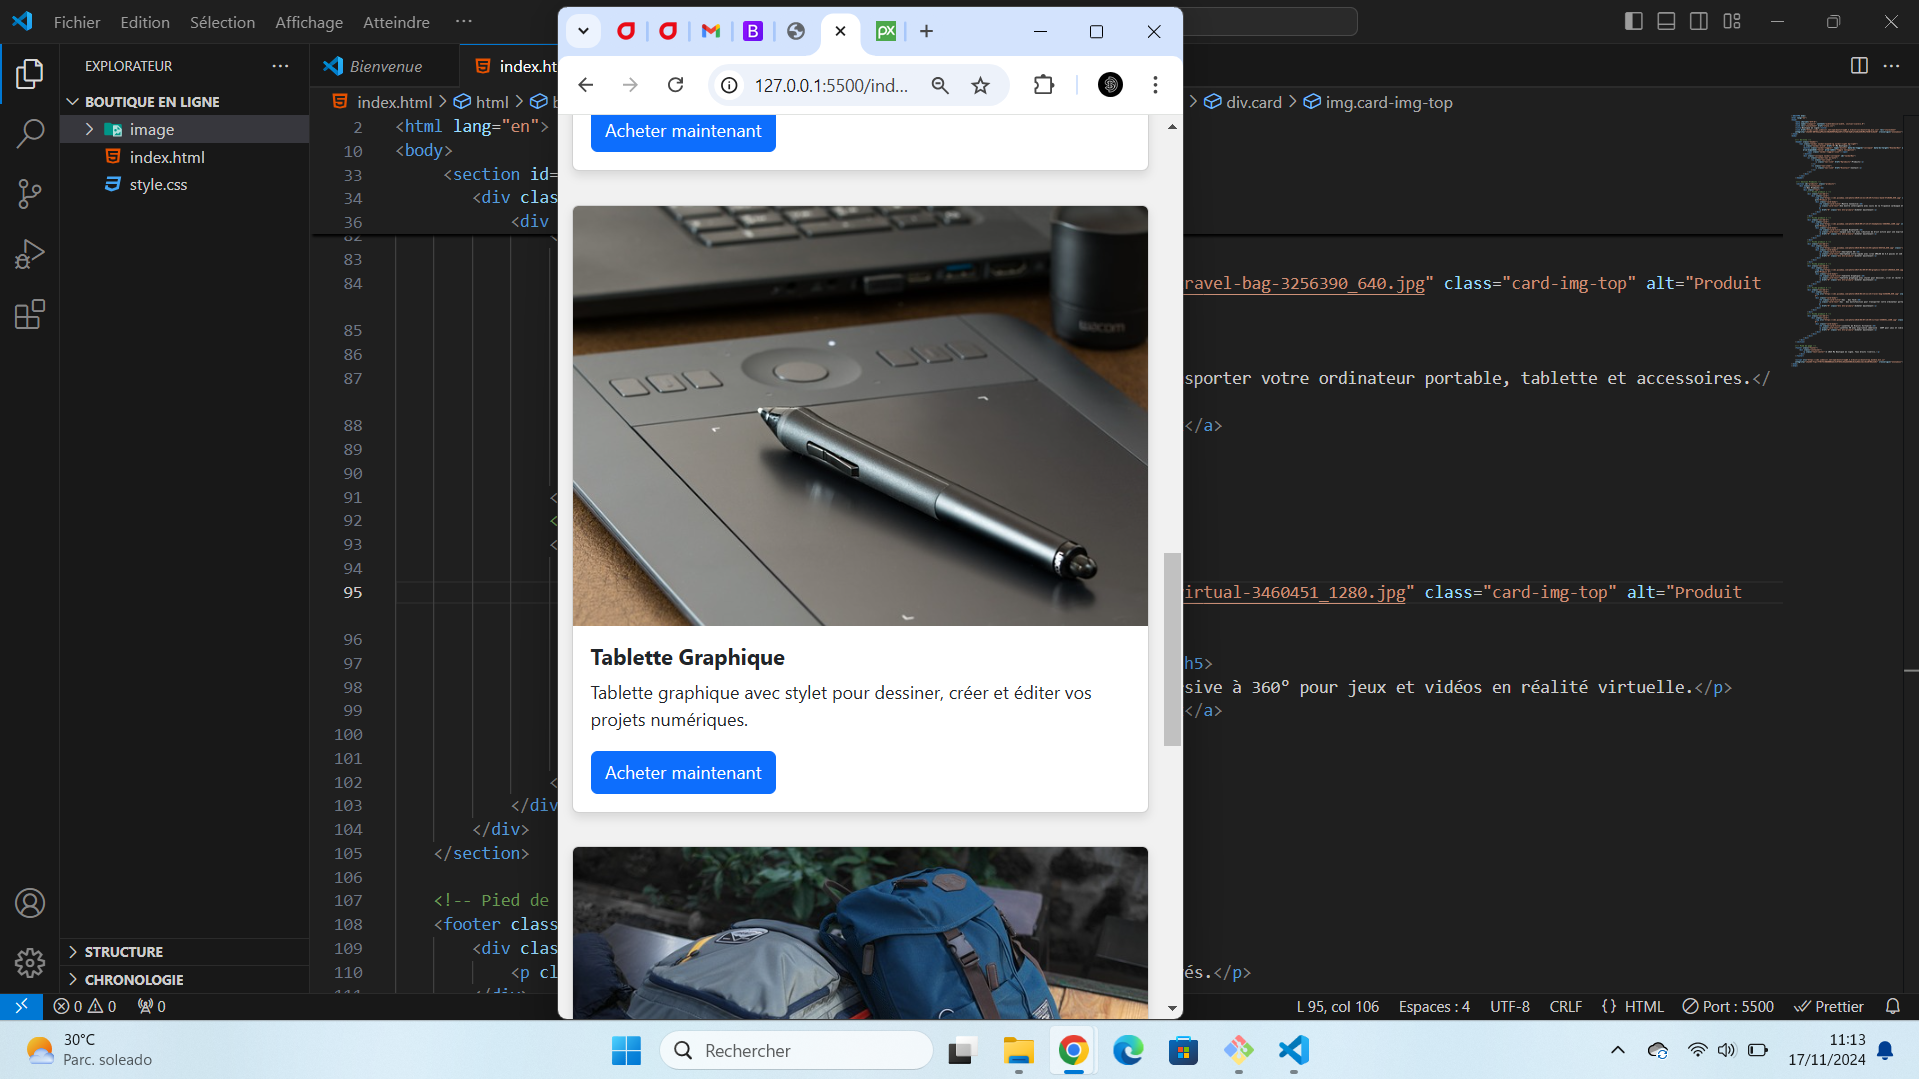 Fichier Edition Sélection Affichage Atteindre ···
EXPLORATEUR ···
BOUTIQUE EN LIGNE
image
index.html
style.css
STRUCTURE
CHRONOLOGIE
Bienvenue
index.ht
index.html > html > b
div.card > img.card-img-top
2 <html lang="en">
10 <body>
33 <section id=
34 <div clas
36 <div
82
83
84 ravel-bag-3256390_640.jpg" class="card-img-top" alt="Produit
85
86
87 sporter votre ordinateur portable, tablette et accessoires.</
88 </a>
89
90
91 <
92 <
93 <
94
95 irtual-3460451_1280.jpg" class="card-img-top" alt="Produit
96
97 h5>
98 sive à 360° pour jeux et vidéos en réalité virtuelle.</p>
99 </a>
100
101
102 <
103 </div
104 </div>
105 </section>
106
107 <!-- Pied de
108 <footer class
109 <div clas
110 <p cl és.</p>
127.0.0.1:5500/ind...
Acheter maintenant
wacom
Tablette Graphique
Tablette graphique avec stylet pour dessiner, créer et éditer vos
projets numériques.
Acheter maintenant
0 0 0
L 95, col 106 Espaces : 4 UTF-8 CRLF {} HTML Port : 5500 Prettier
30°C
Parc. soleado
Rechercher
11:13
17/11/2024